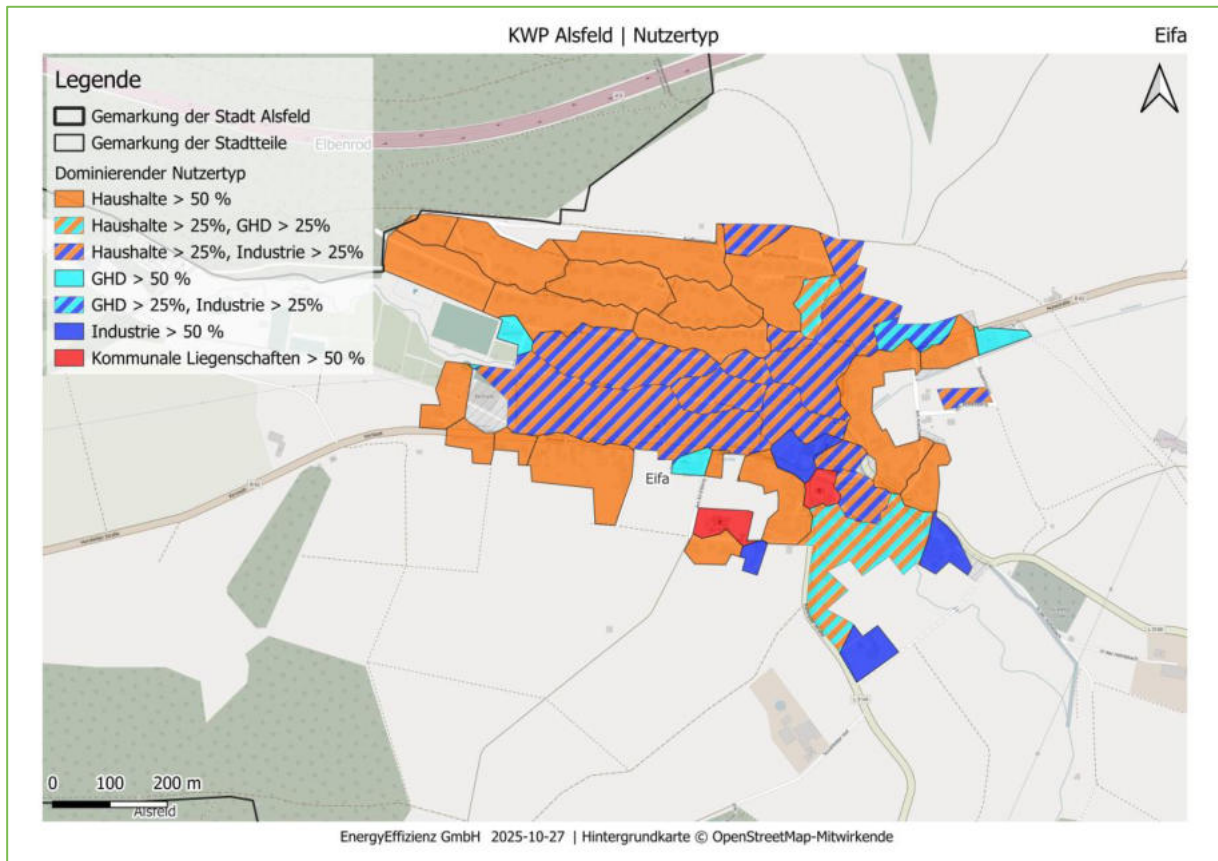 KWP Alsfeld | Nutzertyp
Eifa
Legende
Gemarkung der Stadt Alsfeld
Gemarkung der Stadtteile
Elbenrod
Dominierender Nutzertyp
Haushalte > 50 %
Haushalte > 25%, GHD > 25%
Haushalte > 25%, Industrie > 25%
GHD > 50 %
GHD > 25%, Industrie > 25%
Industrie > 50 %
Kommunale Liegenschaften > 50 %
Eifa
0 100 200 m
Alsfeld
EnergyEffizienz GmbH 2025-10-27 | Hintergrundkarte © OpenStreetMap-Mitwirkende